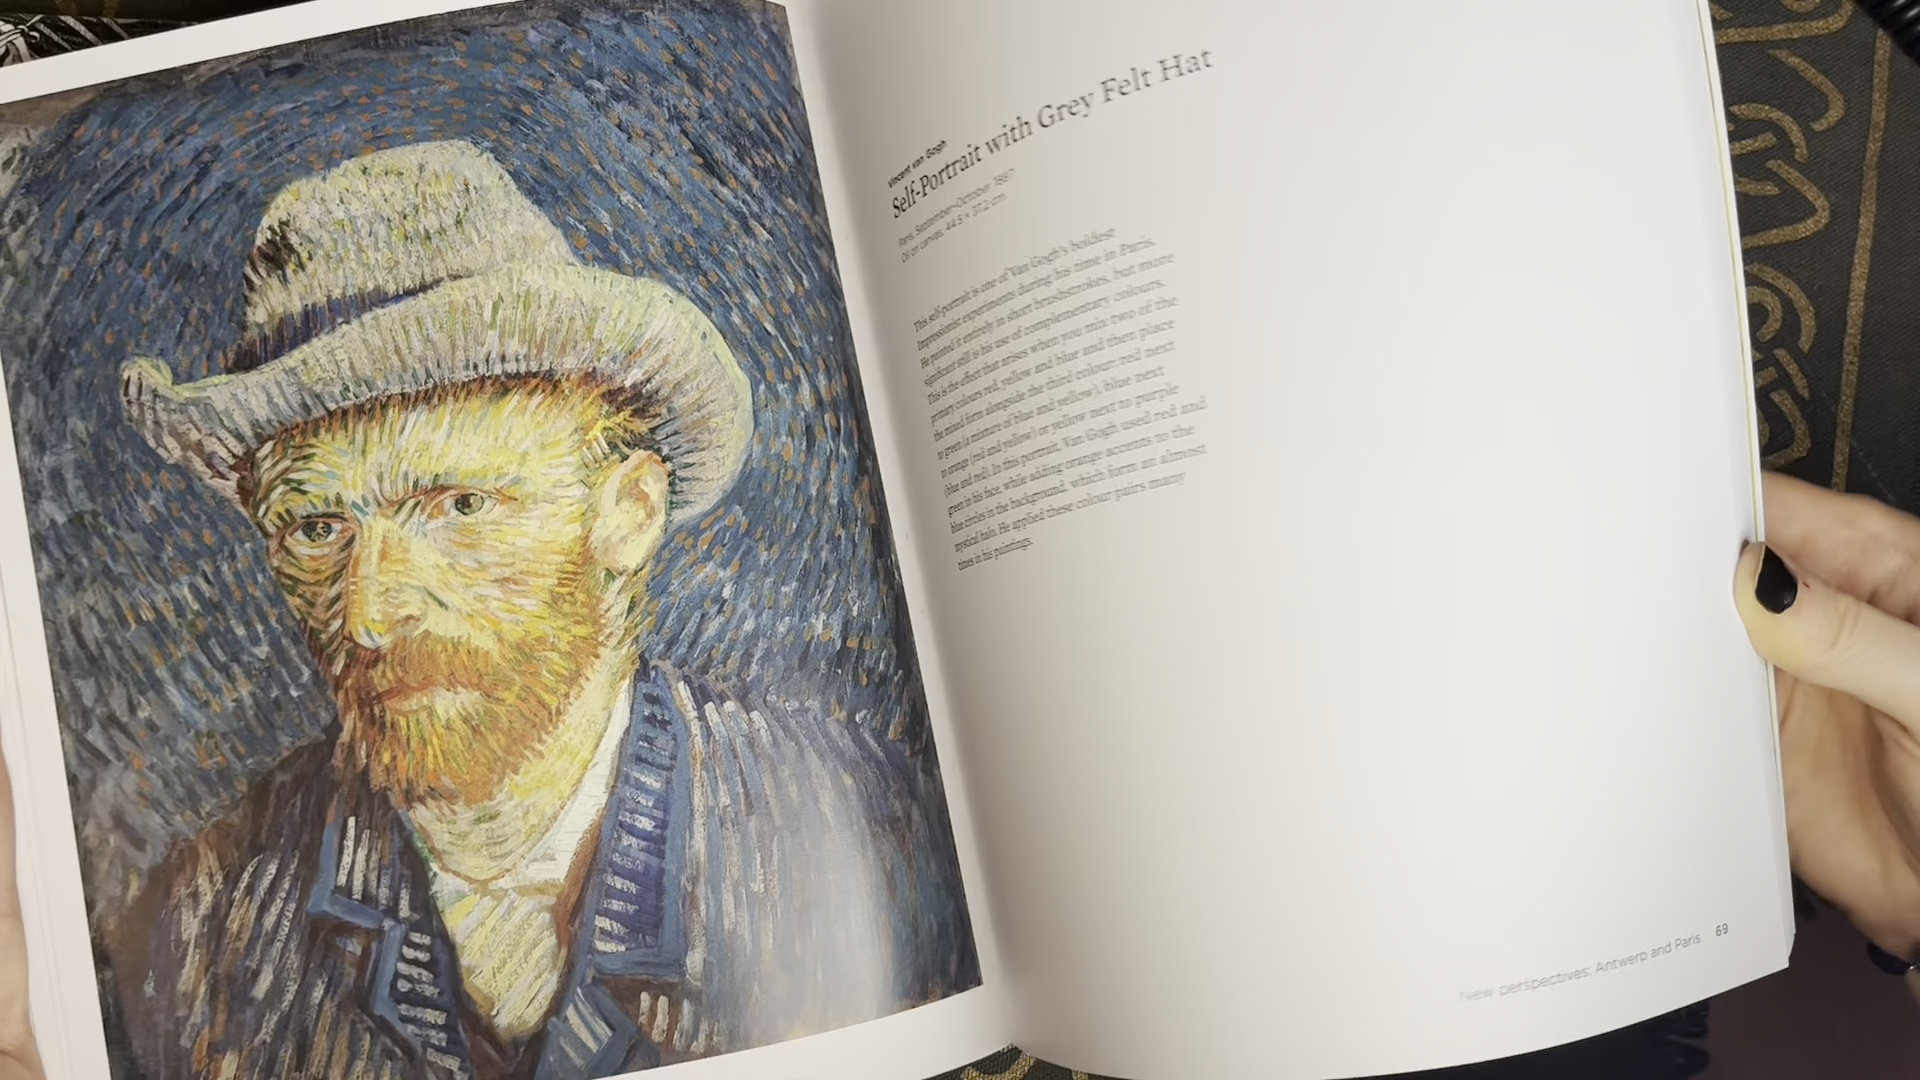 Vincent van Gogh
Self-Portrait with Grey Felt Hat
Paris, September–October 1887
Oil on canvas, 44.5 × 37.2 cm
This self-portrait is one of Van Gogh's boldest
Impressionist experiments during his time in Paris.
He painted it entirely in short brushstrokes, but more
significant still is his use of complementary colours.
This is the effect that arises when you mix two of the
primary colours red, yellow and blue and then place
the mixed form alongside the third colour: red next
to green (a mixture of blue and yellow), blue next
to orange (red and yellow) or yellow next to purple
(blue and red). In this portrait, Van Gogh used red and
green in his face, while adding orange accents to the
blue circles in the background, which form an almost
mystical halo. He applied these colour pairs many
times in his paintings.
New perspectives: Antwerp and Paris 69